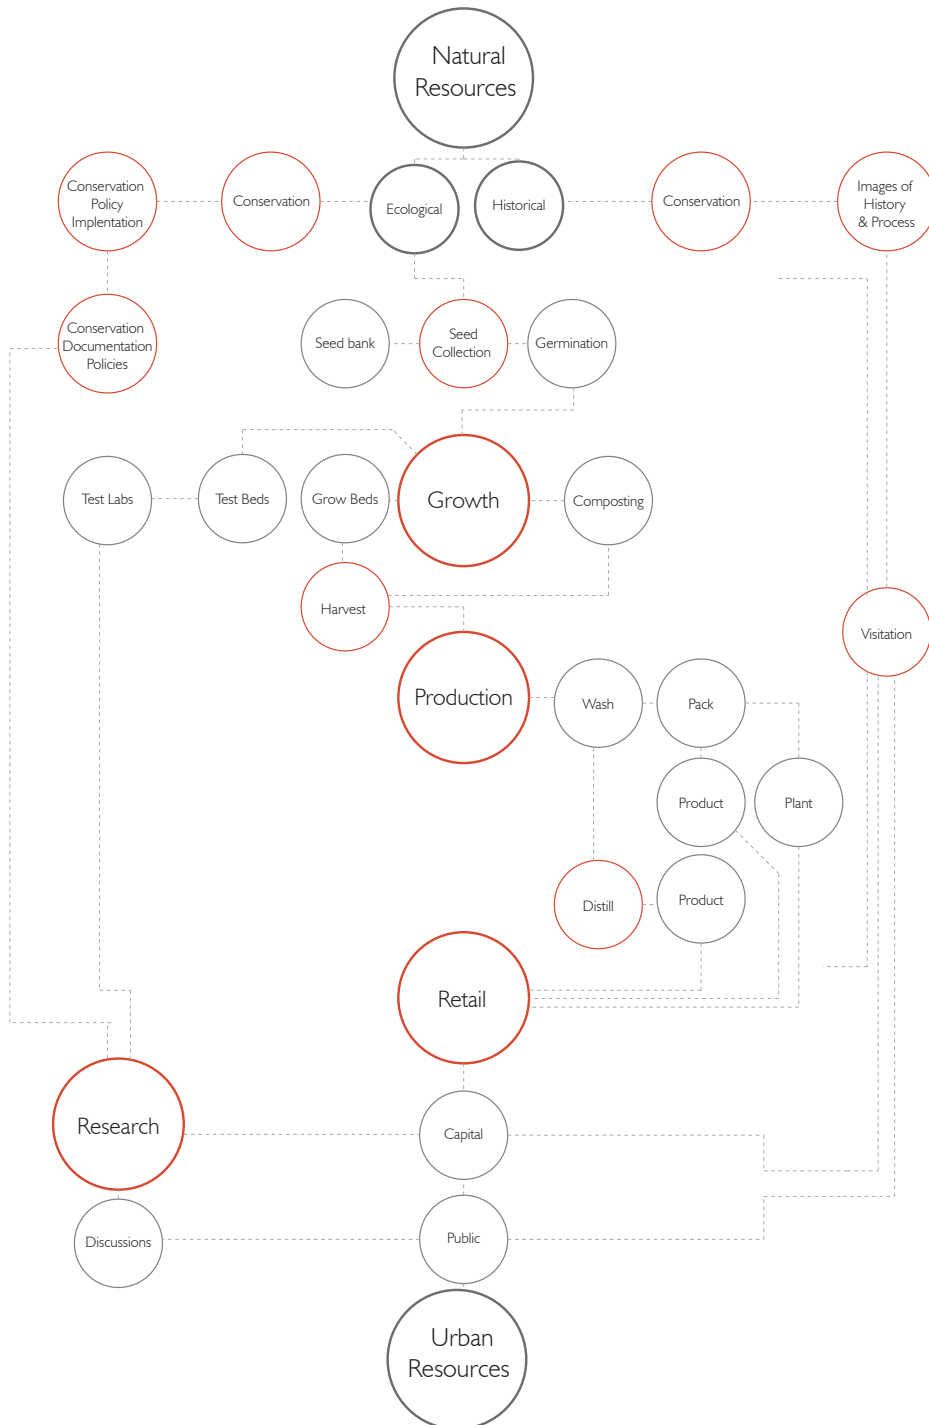 Natural
Resources
Conservation
Policy
Implentation
Conservation
Ecological
Historical
Conservation
Images of
History
& Process
Conservation
Documentation
Policies
Seed bank
Seed
Collection
Germination
Test Labs
Test Beds
Grow Beds
Growth
Composting
Harvest
Visitation
Production
Wash
Pack
Product
Plant
Distill
Product
Retail
Research
Capital
Discussions
Public
Urban
Resources